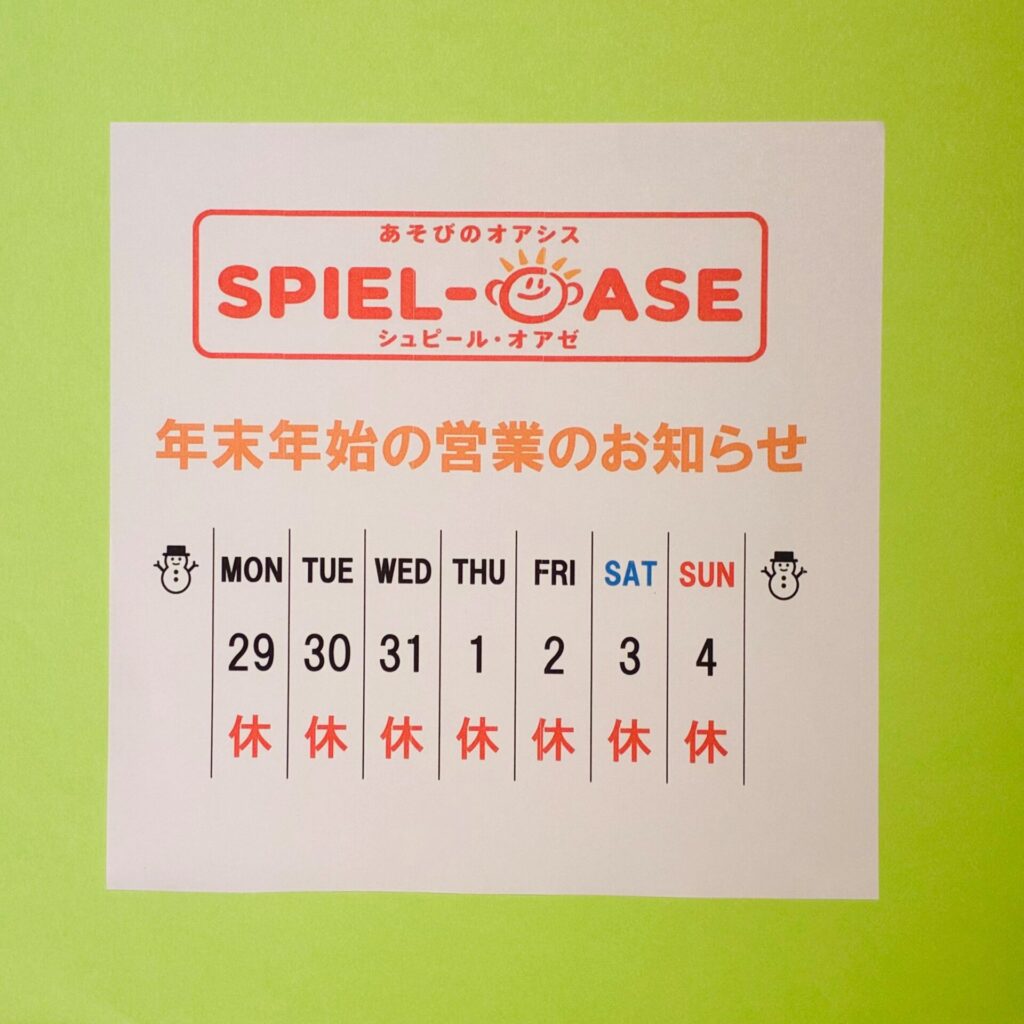 あそびのオアシス
SPIEL-OASE
シュピール・オアゼ
年末年始の営業のお知らせ
MON TUE WED THU FRI SAT SUN
29 30 31 1 2 3 4
休 休 休 休 休 休 休